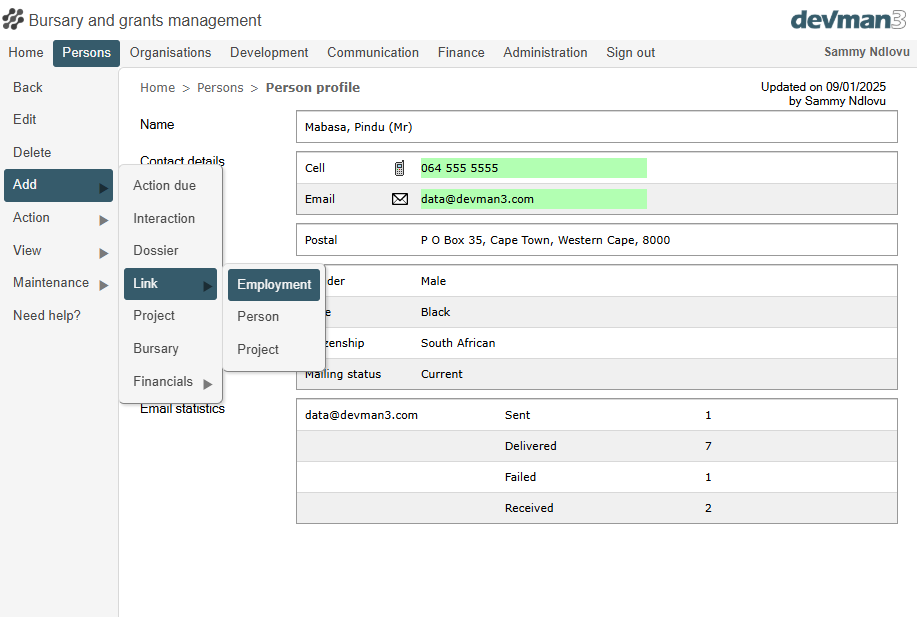 Bursary and grants management
devman3
Home Persons Organisations Development Communication Finance Administration Sign out Sammy Ndlovu
Back
Edit
Delete
Add
Action
View
Maintenance
Need help?
Action due
Interaction
Dossier
Link
Project
Bursary
Financials
Employment
Person
Project
Home > Persons > Person profile
Updated on 09/01/2025
by Sammy Ndlovu
Name Mabasa, Pindu (Mr)
Contact details
Cell 064 555 5555
Email data@devman3.com
Postal P O Box 35, Cape Town, Western Cape, 8000
der Male
Black
zenship South African
Mailing status Current
Email statistics
data@devman3.com Sent 1
Delivered 7
Failed 1
Received 2